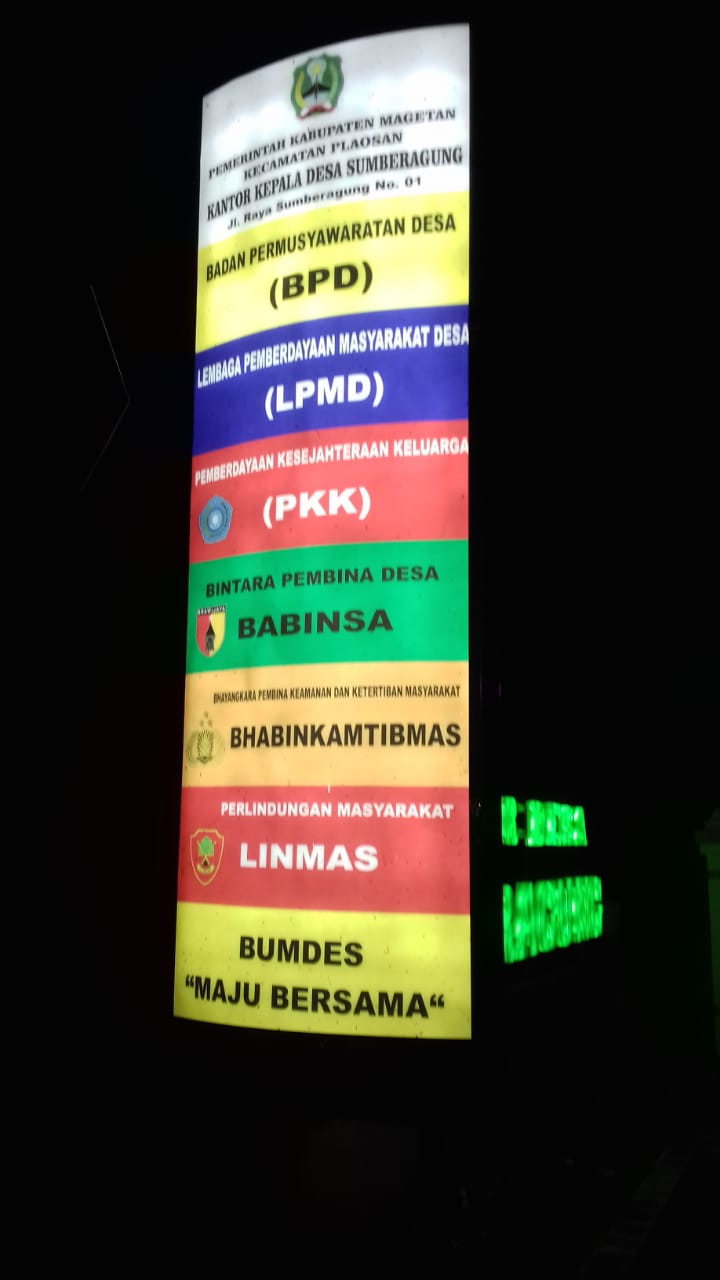 PEMERINTAH KABUPATEN MAGETAN
KECAMATAN PLAOSAN
KANTOR KEPALA DESA SUMBERAGUNG
Jl. Raya Sumberagung No. 01
BADAN PERMUSYAWARATAN DESA
(BPD)
LEMBAGA PEMBERDAYAAN MASYARAKAT DESA
(LPMD)
PEMBERDAYAAN KESEJAHTERAAN KELUARGA
(PKK)
BINTARA PEMBINA DESA
BABINSA
BHAYANGKARA PEMBINA KEAMANAN DAN KETERTIBAN MASYARAKAT
BHABINKAMTIBMAS
PERLINDUNGAN MASYARAKAT
LINMAS
BUMDES
“MAJU BERSAMA“